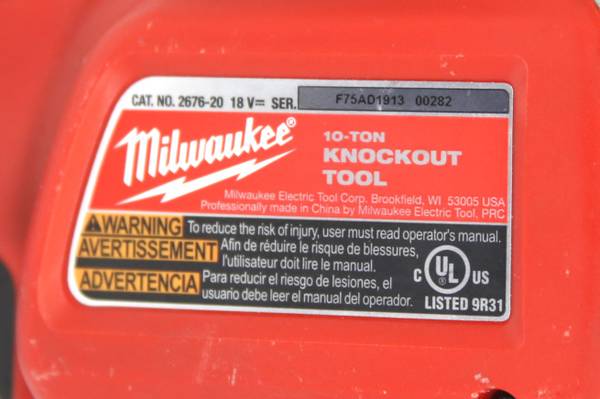 CAT. NO. 2676-20 18 V⎓ SER. F75AD1913 00282
Milwaukee®
10-TON
KNOCKOUT
TOOL
Milwaukee Electric Tool Corp. Brookfield, WI 53005 USA
Professionally made in China by Milwaukee Electric Tool, PRC
WARNING To reduce the risk of injury, user must read operator's manual.
AVERTISSEMENT Afin de réduire le risque de blessures,
l'utilisateur doit lire le manuel.
ADVERTENCIA Para reducir el riesgo de lesiones, el
usuario debe leer el manual del operador.
C UL US
LISTED 9R31